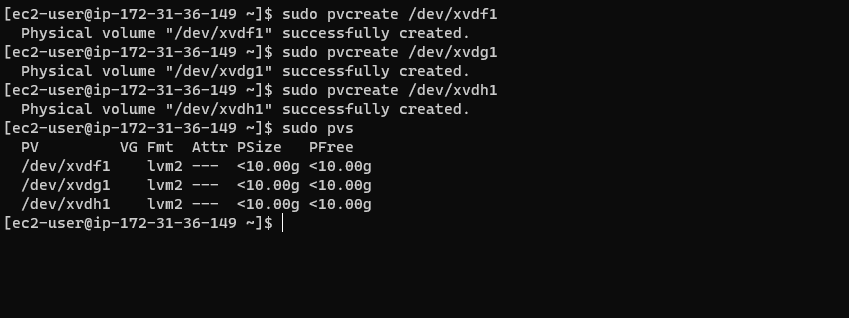 [ec2-user@ip-172-31-36-149 ~]$ sudo pvcreate /dev/xvdf1
  Physical volume "/dev/xvdf1" successfully created.
[ec2-user@ip-172-31-36-149 ~]$ sudo pvcreate /dev/xvdg1
  Physical volume "/dev/xvdg1" successfully created.
[ec2-user@ip-172-31-36-149 ~]$ sudo pvcreate /dev/xvdh1
  Physical volume "/dev/xvdh1" successfully created.
[ec2-user@ip-172-31-36-149 ~]$ sudo pvs
  PV         VG Fmt  Attr PSize   PFree
  /dev/xvdf1    lvm2 ---  <10.00g <10.00g
  /dev/xvdg1    lvm2 ---  <10.00g <10.00g
  /dev/xvdh1    lvm2 ---  <10.00g <10.00g
[ec2-user@ip-172-31-36-149 ~]$